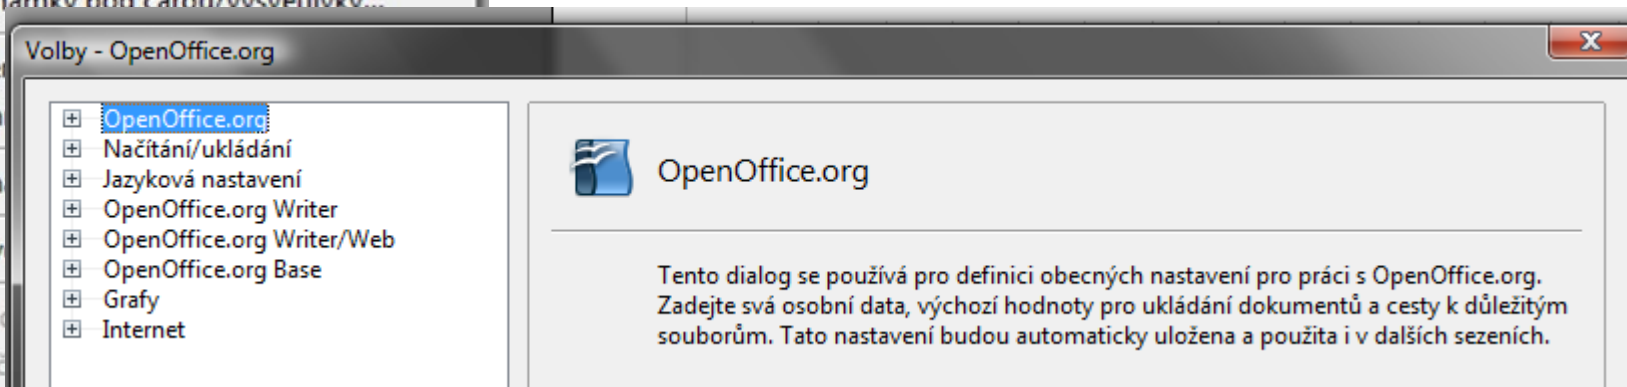 Volby - OpenOffice.org
OpenOffice.org
Načítání/ukládání
Jazyková nastavení
OpenOffice.org Writer
OpenOffice.org Writer/Web
OpenOffice.org Base
Grafy
Internet
OpenOffice.org
Tento dialog se používá pro definici obecných nastavení pro práci s OpenOffice.org.
Zadejte svá osobní data, výchozí hodnoty pro ukládání dokumentů a cesty k důležitým
souborům. Tato nastavení budou automaticky uložena a použita i v dalších sezeních.